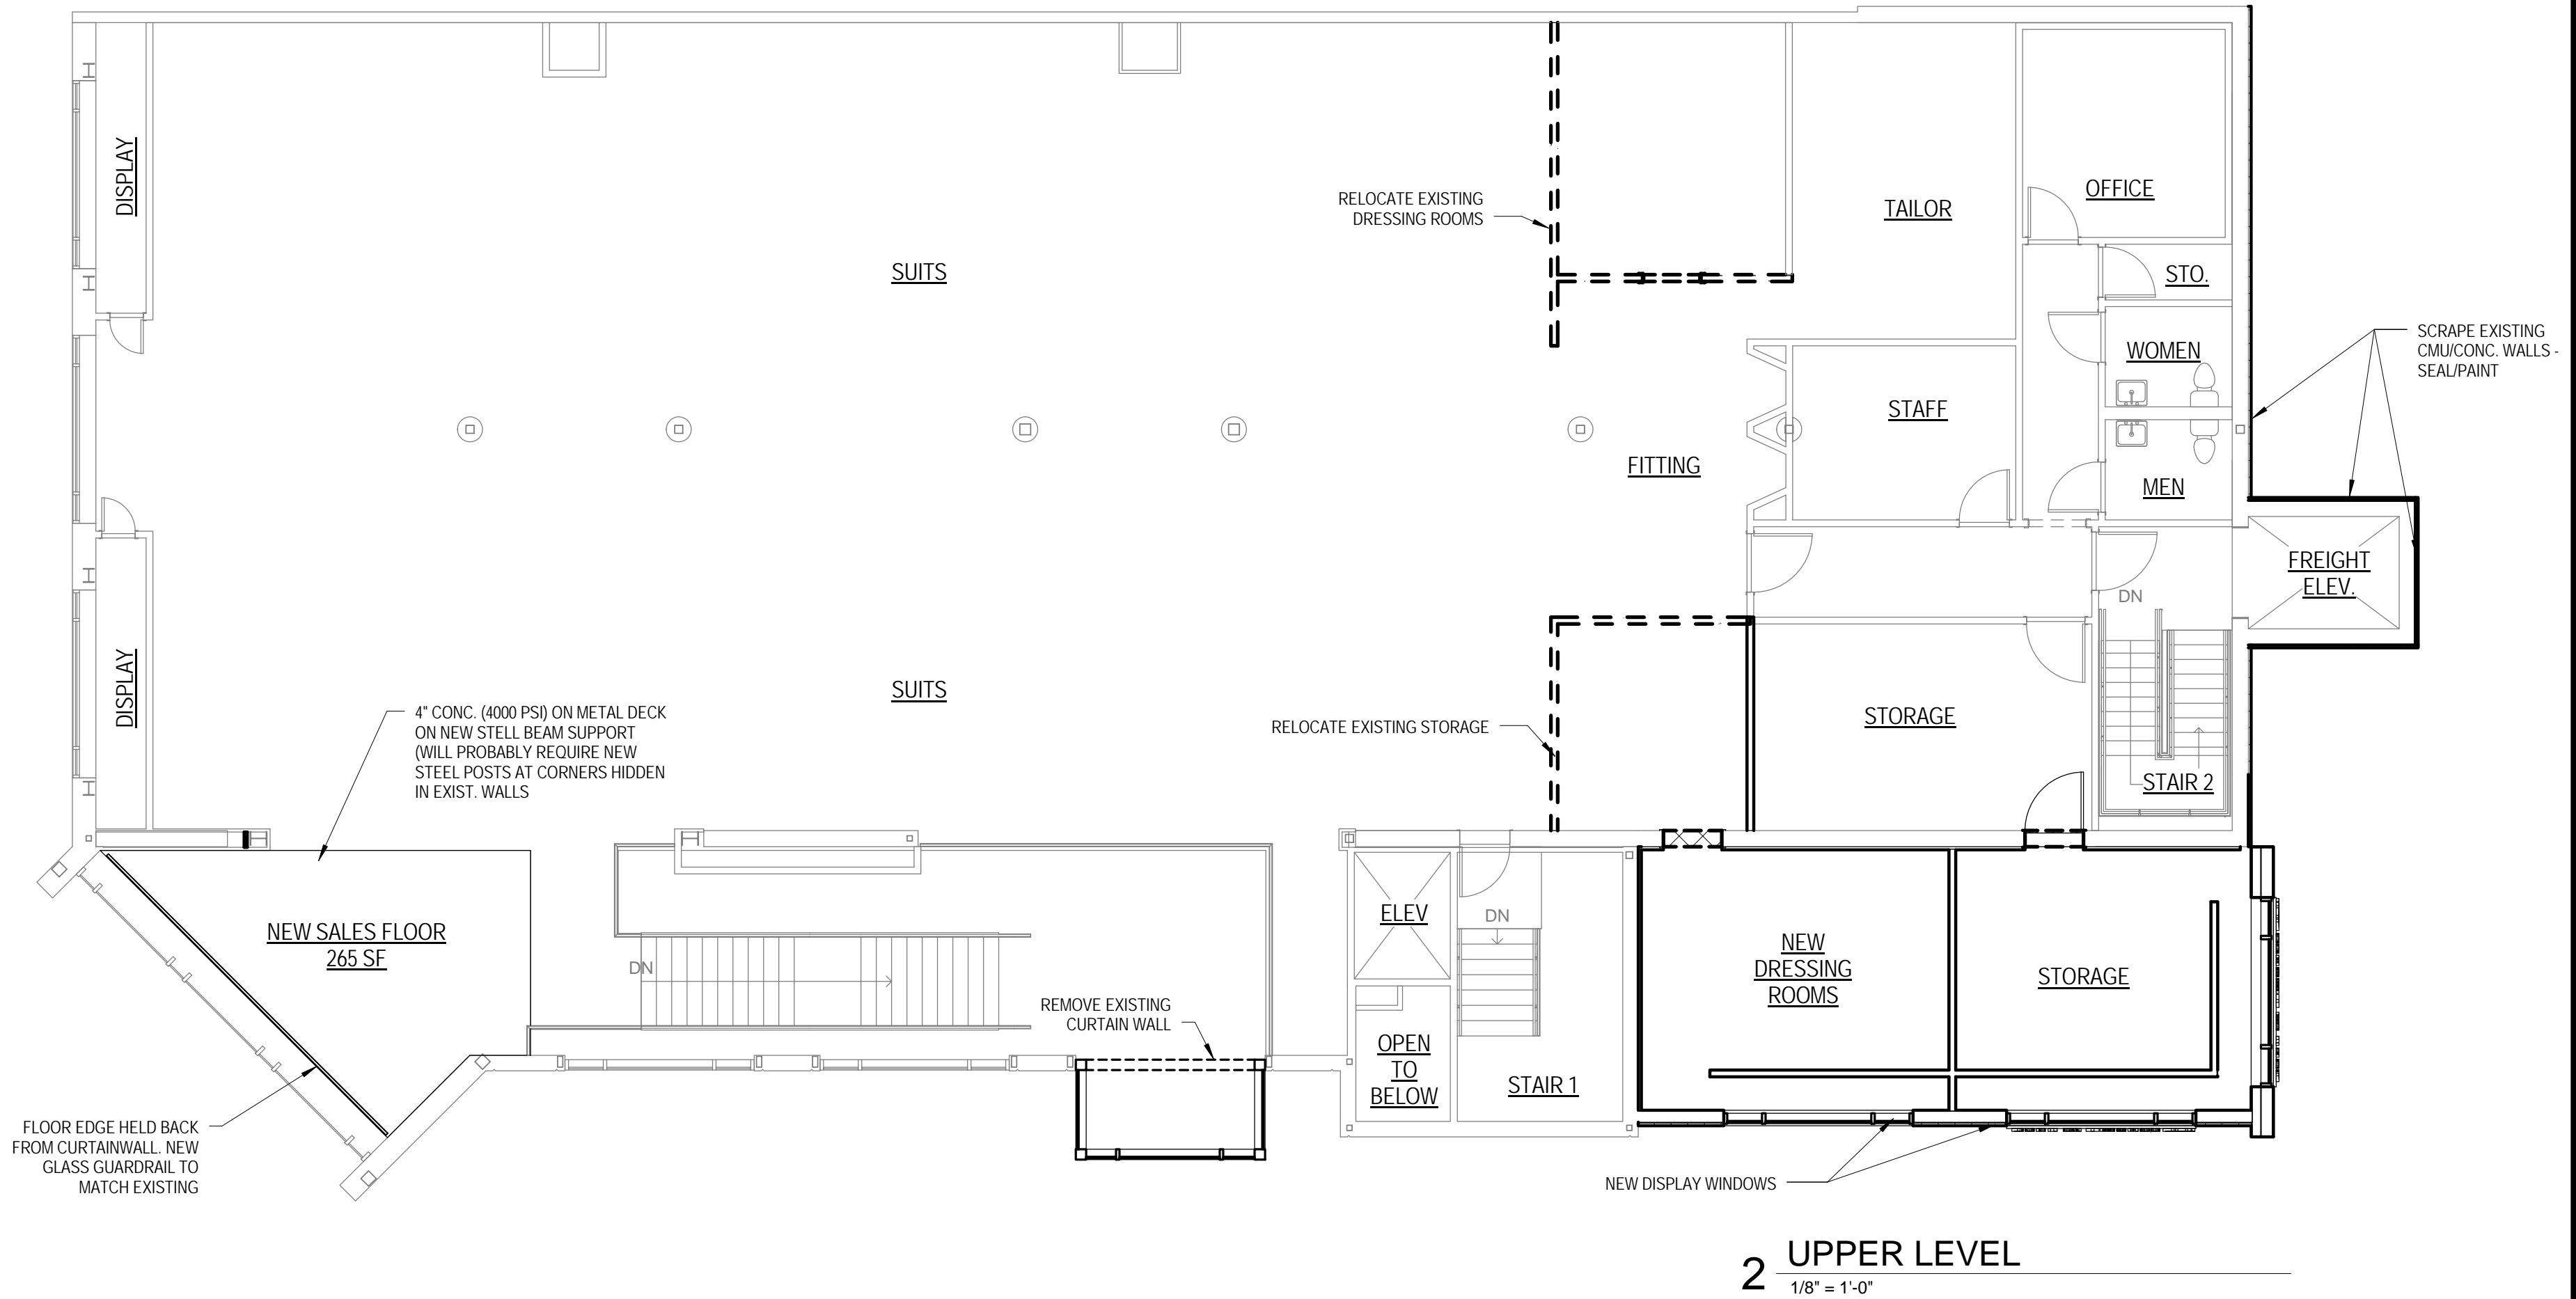 DISPLAY
SUITS
RELOCATE EXISTING
DRESSING ROOMS
TAILOR
OFFICE
STO.
WOMEN
SCRAPE EXISTING
CMU/CONC. WALLS -
SEAL/PAINT
STAFF
FITTING
MEN
FREIGHT
ELEV.
DN
DISPLAY
SUITS
4" CONC. (4000 PSI) ON METAL DECK
ON NEW STELL BEAM SUPPORT
(WILL PROBABLY REQUIRE NEW
STEEL POSTS AT CORNERS HIDDEN
IN EXIST. WALLS
RELOCATE EXISTING STORAGE
STORAGE
STAIR 2
NEW SALES FLOOR
265 SF
DN
REMOVE EXISTING
CURTAIN WALL
ELEV
DN
OPEN
TO
BELOW
STAIR 1
NEW
DRESSING
ROOMS
STORAGE
FLOOR EDGE HELD BACK
FROM CURTAINWALL. NEW
GLASS GUARDRAIL TO
MATCH EXISTING
NEW DISPLAY WINDOWS
2 UPPER LEVEL
1/8" = 1'-0"